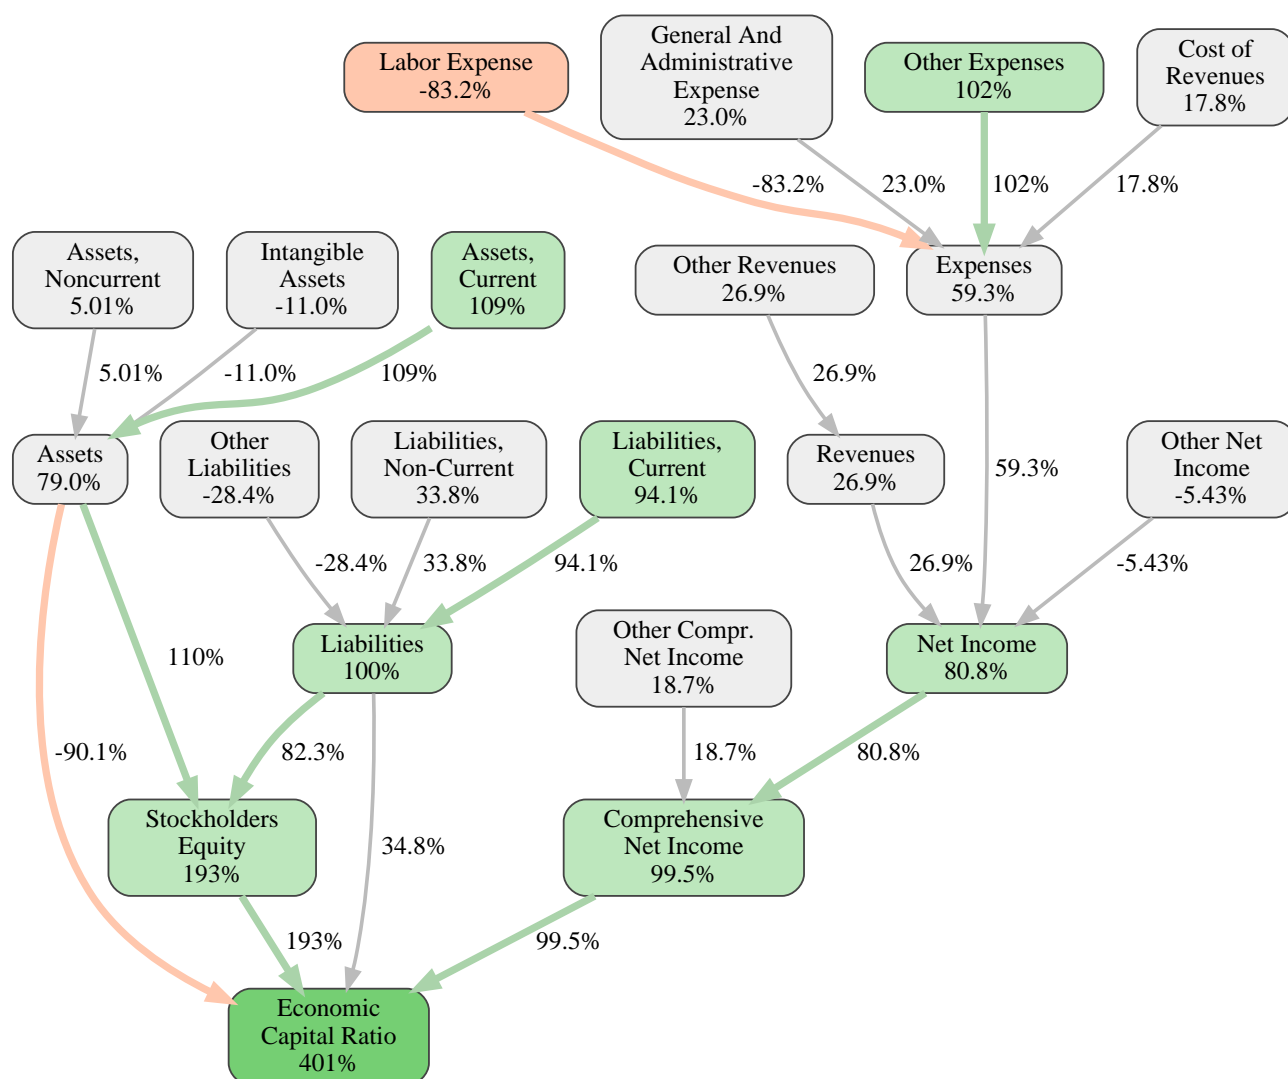 Labor Expense
-83.2%
General And
Administrative
Expense
23.0%
Other Expenses
102%
Cost of
Revenues
17.8%
-83.2%
23.0%
102%
17.8%
Assets,
Noncurrent
5.01%
Intangible
Assets
-11.0%
Assets,
Current
109%
Other Revenues
26.9%
Expenses
59.3%
5.01%
-11.0%
109%
26.9%
Assets
79.0%
Other
Liabilities
-28.4%
Liabilities,
Non-Current
33.8%
Liabilities,
Current
94.1%
Revenues
26.9%
59.3%
Other Net
Income
-5.43%
-28.4%
33.8%
94.1%
26.9%
-5.43%
110%
Liabilities
100%
Other Compr.
Net Income
18.7%
Net Income
80.8%
-90.1%
82.3%
18.7%
80.8%
Stockholders
Equity
193%
34.8%
Comprehensive
Net Income
99.5%
193%
99.5%
Economic
Capital Ratio
401%